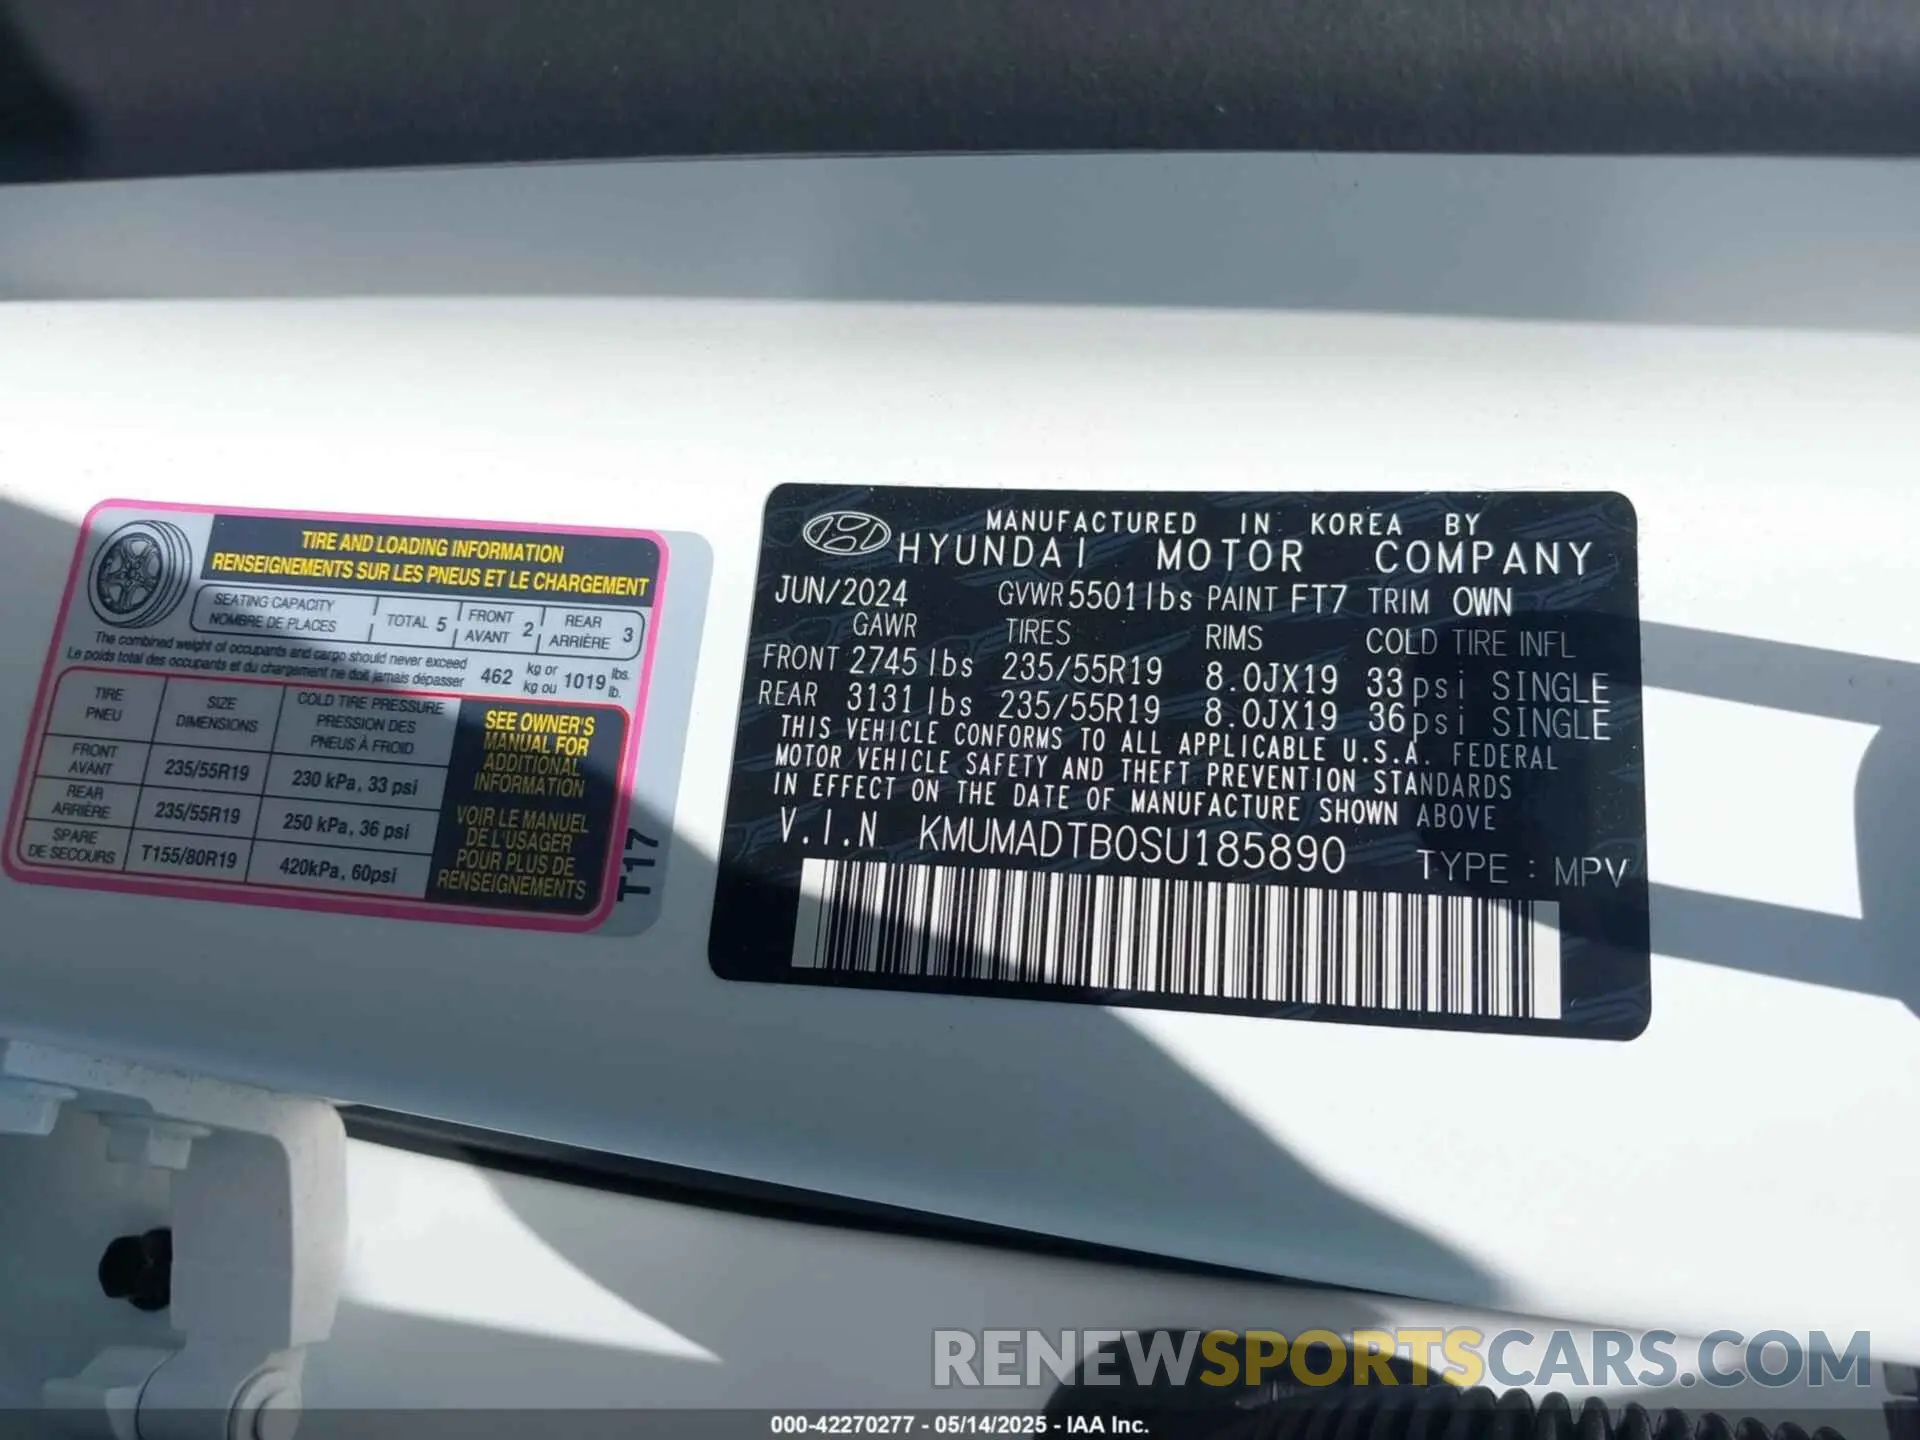 TIRE AND LOADING INFORMATION
RENSEIGNEMENTS SUR LES PNEUS ET LE CHARGEMENT
SEATING CAPACITY
NOMBRE DE PLACES
TOTAL 5
FRONT
AVANT 2
REAR
ARRIÈRE 3
The combined weight of occupants and cargo should never exceed
Le poids total des occupants et du chargement ne doit jamais dépasser
462 kg or
kg ou
1019 lbs.
lb.
TIRE
PNEU
SIZE
DIMENSIONS
COLD TIRE PRESSURE
PRESSION DES
PNEUS À FROID
FRONT
AVANT
235/55R19
230 kPa, 33 psi
REAR
ARRIÈRE
235/55R19
250 kPa, 36 psi
SPARE
DE SECOURS
T155/80R19
420kPa, 60psi
SEE OWNER'S
MANUAL FOR
ADDITIONAL
INFORMATION
VOIR LE MANUEL
DE L'USAGER
POUR PLUS DE
RENSEIGNEMENTS
T17
MANUFACTURED IN KOREA BY
HYUNDAI MOTOR COMPANY
JUN/2024 GVWR 5501 lbs PAINT FT7 TRIM OWN
GAWR TIRES RIMS COLD TIRE INFL
FRONT 2745 lbs 235/55R19 8.0JX19 33 psi SINGLE
REAR 3131 lbs 235/55R19 8.0JX19 36 psi SINGLE
THIS VEHICLE CONFORMS TO ALL APPLICABLE U.S.A. FEDERAL
MOTOR VEHICLE SAFETY AND THEFT PREVENTION STANDARDS
IN EFFECT ON THE DATE OF MANUFACTURE SHOWN ABOVE
V.I.N KMUMADTB0SU185890 TYPE : MPV
RENEWSPORTSCARS.COM
000-42270277 - 05/14/2025 - IAA Inc.